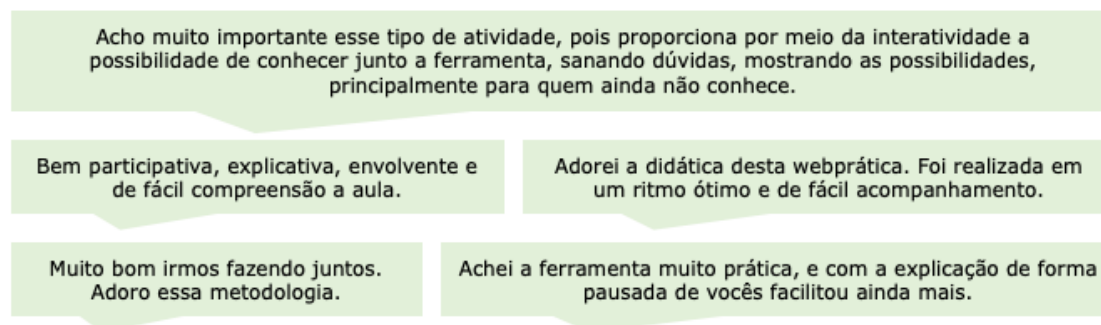 Acho muito importante esse tipo de atividade, pois proporciona por meio da interatividade a
possibilidade de conhecer junto a ferramenta, sanando dúvidas, mostrando as possibilidades,
principalmente para quem ainda não conhece.
Bem participativa, explicativa, envolvente e
de fácil compreensão a aula.
Adorei a didática desta webprática. Foi realizada em
um ritmo ótimo e de fácil acompanhamento.
Muito bom irmos fazendo juntos.
Adoro essa metodologia.
Achei a ferramenta muito prática, e com a explicação de forma
pausada de vocês facilitou ainda mais.